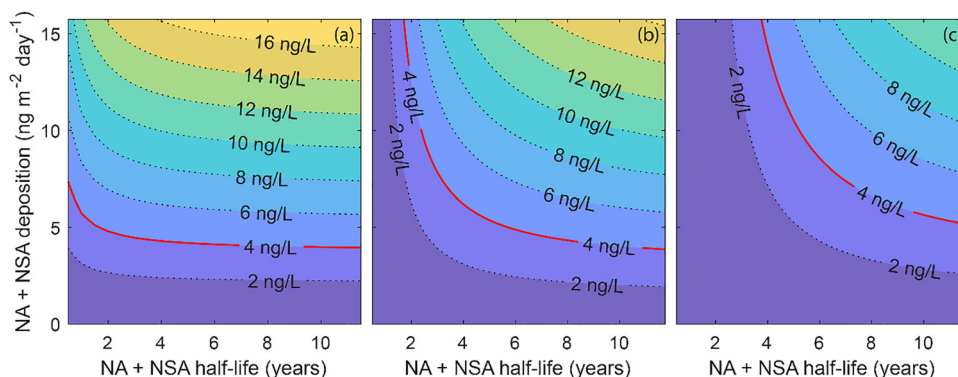 NA + NSA deposition (ng m⁻² day⁻¹)
15
10
5
0
(a)
16 ng/L
14 ng/L
12 ng/L
10 ng/L
8 ng/L
6 ng/L
4 ng/L
2 ng/L
2 4 6 8 10
NA + NSA half-life (years)
(b)
4 ng/L
2 ng/L
12 ng/L
10 ng/L
8 ng/L
6 ng/L
4 ng/L
2 ng/L
2 4 6 8 10
NA + NSA half-life (years)
(c
2 ng/L
8 ng/L
6 ng/L
4 ng/L
2 ng/L
2 4 6 8 10
NA + NSA half-life (years)